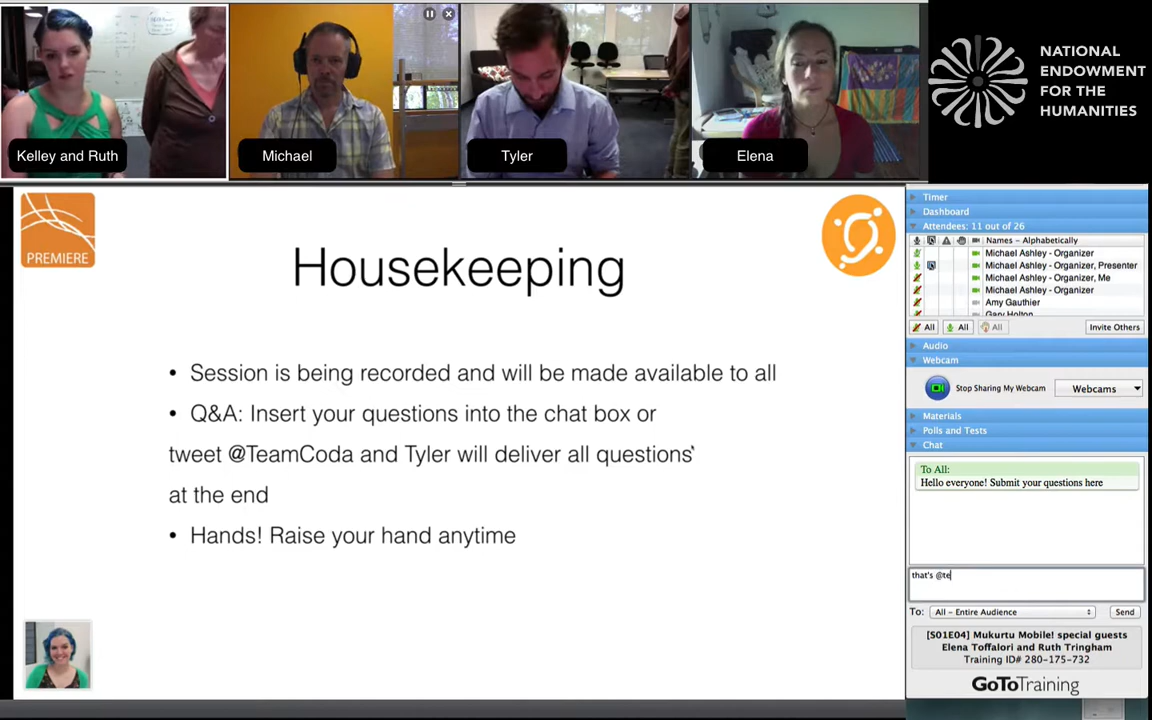 Kelley and Ruth
Michael
Tyler
Elena
NATIONAL
ENDOWMENT
FOR THE
HUMANITIES
PREMIERE
Housekeeping
• Session is being recorded and will be made available to all
• Q&A: Insert your questions into the chat box or
tweet @TeamCoda and Tyler will deliver all questions`
at the end
• Hands! Raise your hand anytime
Timer
Dashboard
Attendees: 11 out of 26
Names - Alphabetically
Michael Ashley - Organizer
Michael Ashley - Organizer, Presenter
Michael Ashley - Organizer, Me
Michael Ashley - Organizer
Amy Gauthier
Gary Holton
All All All Invite Others
Audio
Webcam
Stop Sharing My Webcam Webcams
Materials
Polls and Tests
Chat
To All:
Hello everyone! Submit your questions here
that's @te
To: All - Entire Audience Send
[S01E04] Mukurtu Mobile! special guests
Elena Toffalori and Ruth Tringham
Training ID# 280-175-732
GoToTraining